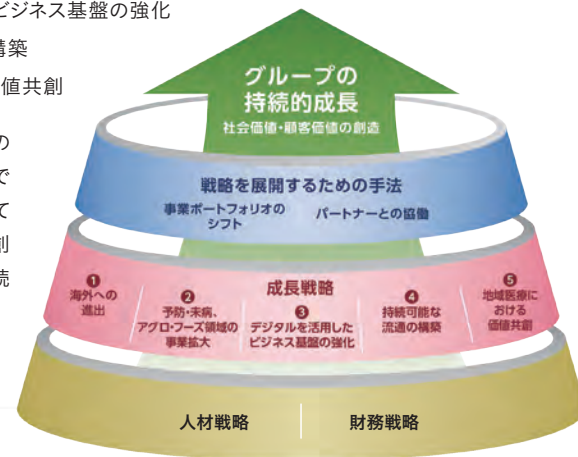 ビジネス基盤の強化
構築
値共創
の
で
て
創
続
グループの
持続的成長
社会価値・顧客価値の創造
戦略を展開するための手法
事業ポートフォリオの
シフト
パートナーとの協働
成長戦略
❶
海外への
進出
❷
予防・未病、
アグロ・フーズ領域の
事業拡大
❸
デジタルを活用した
ビジネス基盤の強化
❹
持続可能な
流通の構築
❺
地域医療に
おける
価値共創
人材戦略
財務戦略